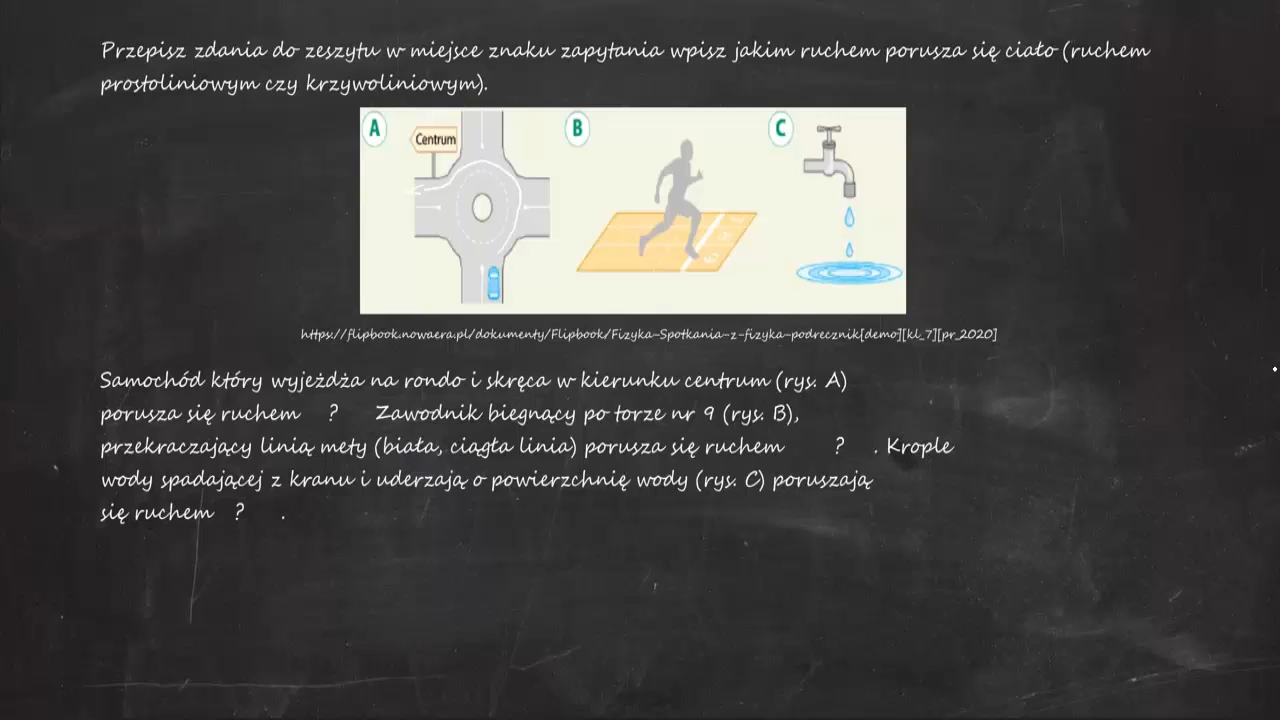 Przepisz zdania do zeszytu w miejsce znaku zapytania wpisz jakim ruchem porusza się ciało (ruchem
prostoliniowym czy krzywoliniowym).
A
B
C
Centrum
https://flipbook.nowaera.pl/dokumenty/Flipbook/Fizyka-Spotkania-z-fizyka-podrecznik[demo][kl_7][pr_2020]
Samochód który wyjeżdża na rondo i skręca w kierunku centrum (rys. A)
porusza się ruchem ? Zawodnik biegnący po torze nr 9 (rys. B),
przekraczający linią mety (biała, ciągła linia) porusza się ruchem ? . Krople
wody spadającej z kranu i uderzają o powierzchnię wody (rys. C) poruszają
się ruchem ? .